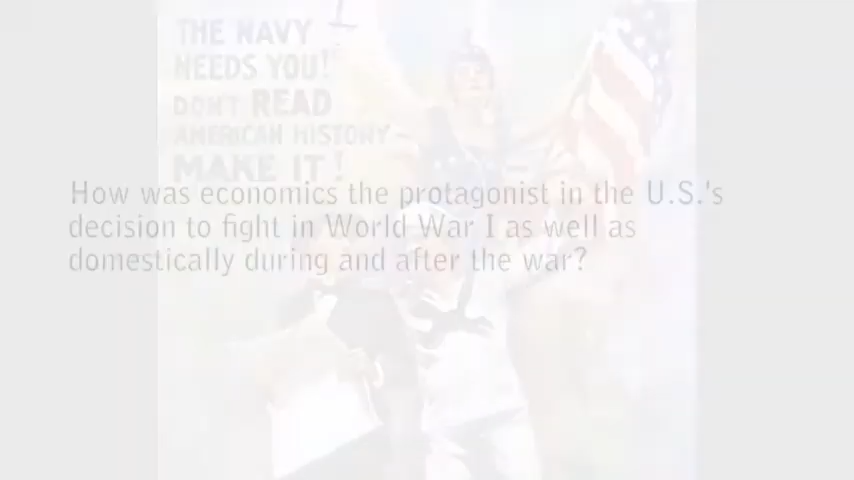 THE NAVY
NEEDS YOU!
DON'T READ
AMERICAN HISTORY—
MAKE IT!
How was economics the protagonist in the U.S.'s
decision to fight in World War I as well as
domestically during and after the war?